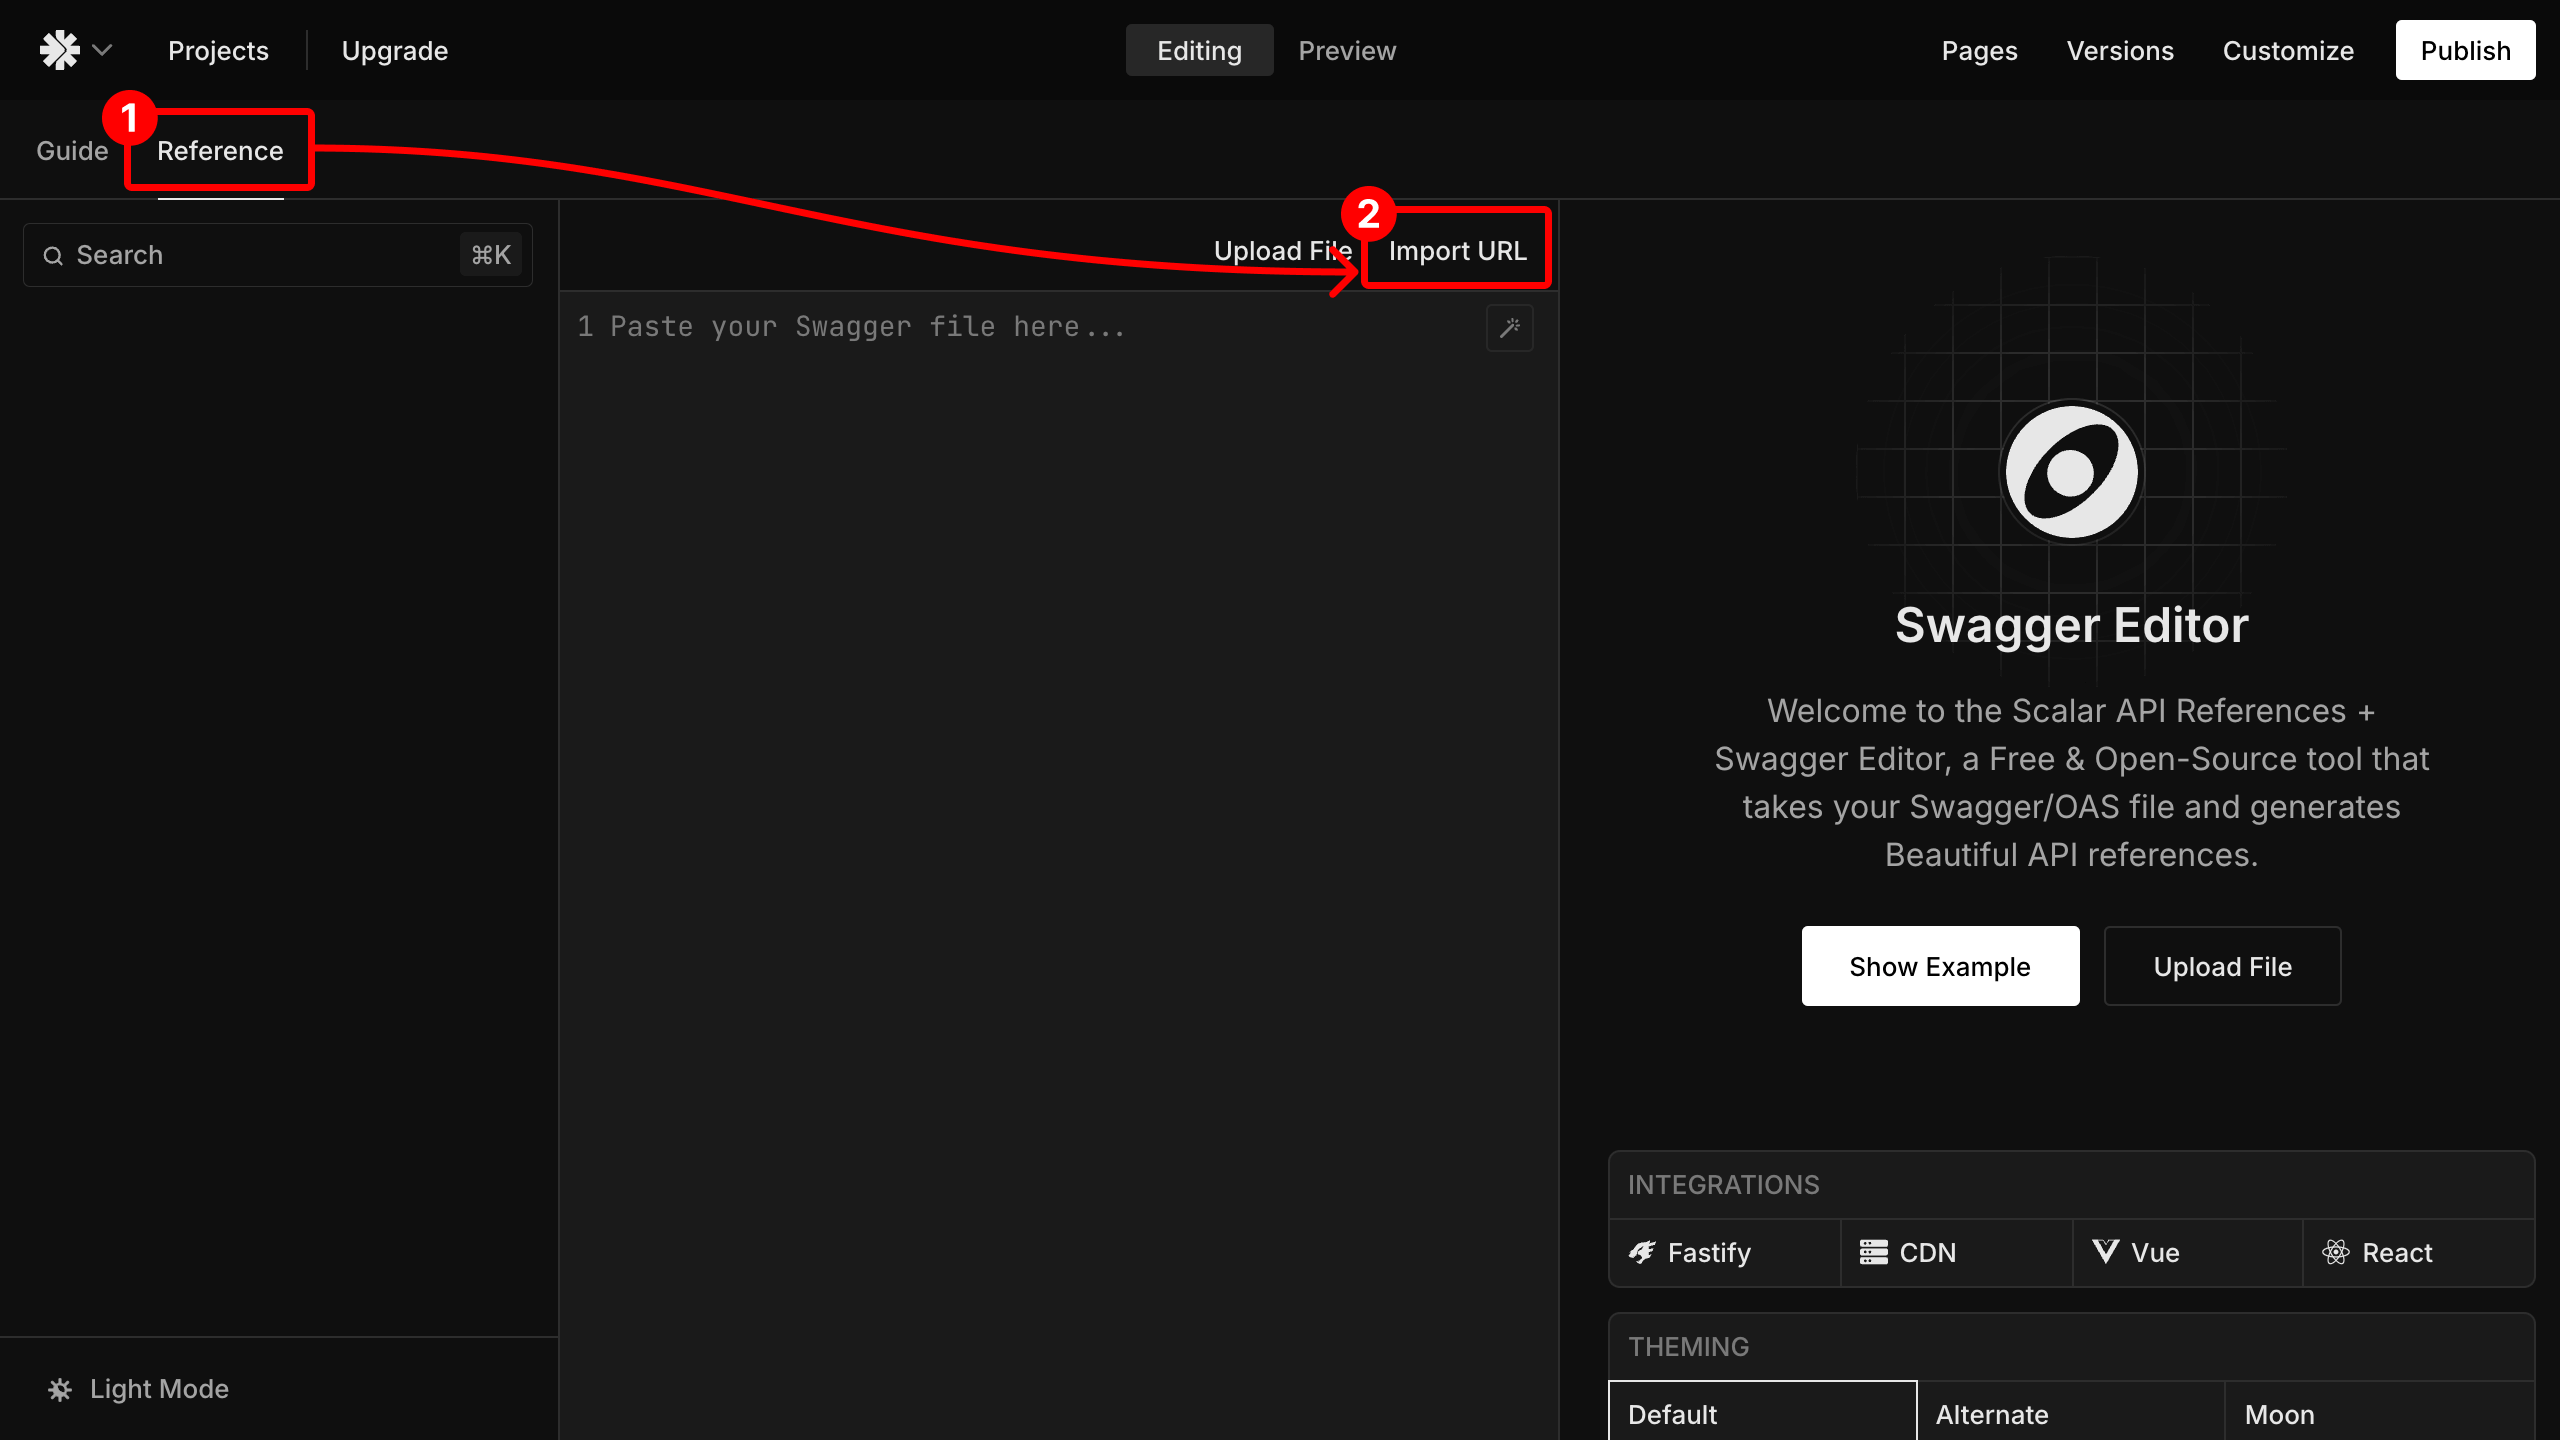 Projects
Upgrade
Editing
Preview
Pages
Versions
Customize
Publish
1
Guide
Reference
2
Search
⌘K
Upload File
Import URL
1 Paste your Swagger file here...
Swagger Editor
Welcome to the Scalar API References +
Swagger Editor, a Free & Open-Source tool that
takes your Swagger/OAS file and generates
Beautiful API references.
Show Example
Upload File
INTEGRATIONS
Fastify
CDN
Vue
React
THEMING
Default
Alternate
Moon
Light Mode